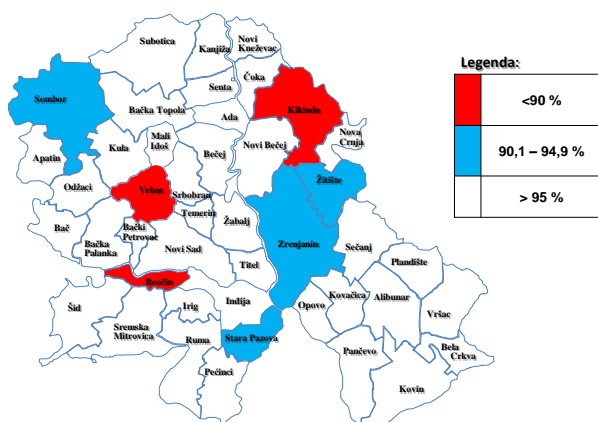 Subotica
Kanjiža
Novi
Kneževac
Čoka
Senta
Sombor
Bačka Topola
Ada
Kikinda
Mali
Iđoš
Kula
Apatin
Bečej
Novi Bečej
Nova
Crnja
Odžaci
Vrbas
Srbobran
Žitište
Temerin
Bač
Bački
Petrovac
Žabalj
Bačka
Palanka
Novi Sad
Zrenjanin
Sečanj
Titel
Plandište
Beočin
Šid
Irig
Inđija
Opovo
Kovačica
Alibunar
Vršac
Sremska
Mitrovica
Ruma
Stara Pazova
Pančevo
Bela
Crkva
Pećinci
Kovin
Legenda:
<90 %
90,1 – 94,9 %
> 95 %